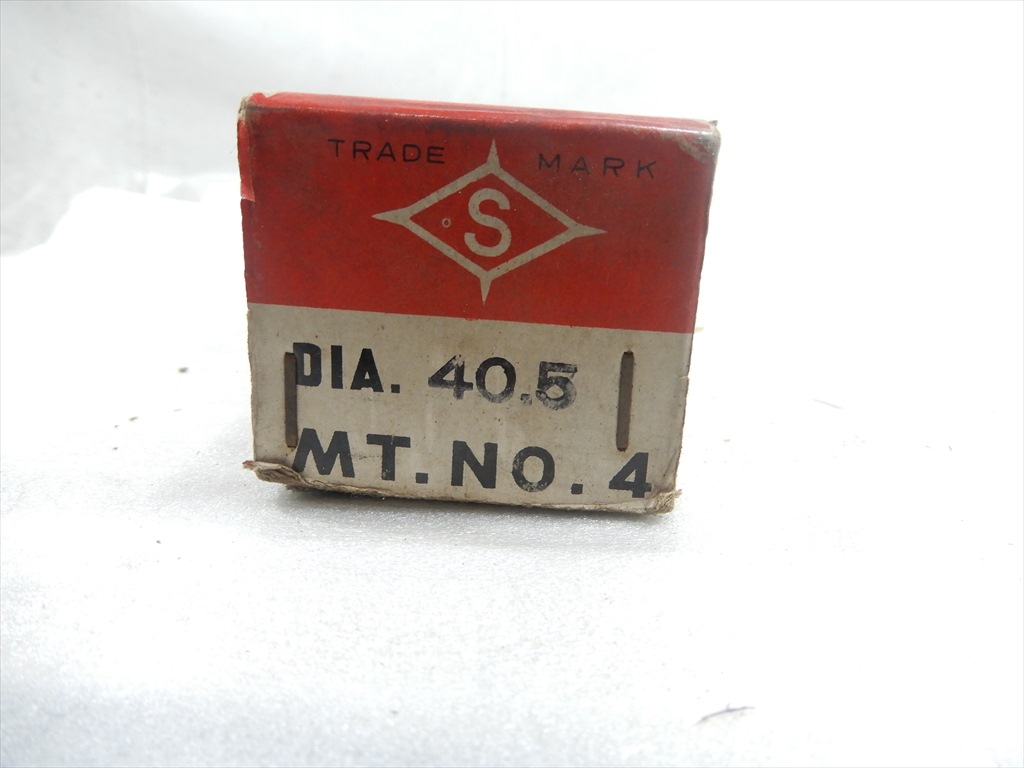 TRADE MARK
S
DIA. 40.5
MT. NO. 4